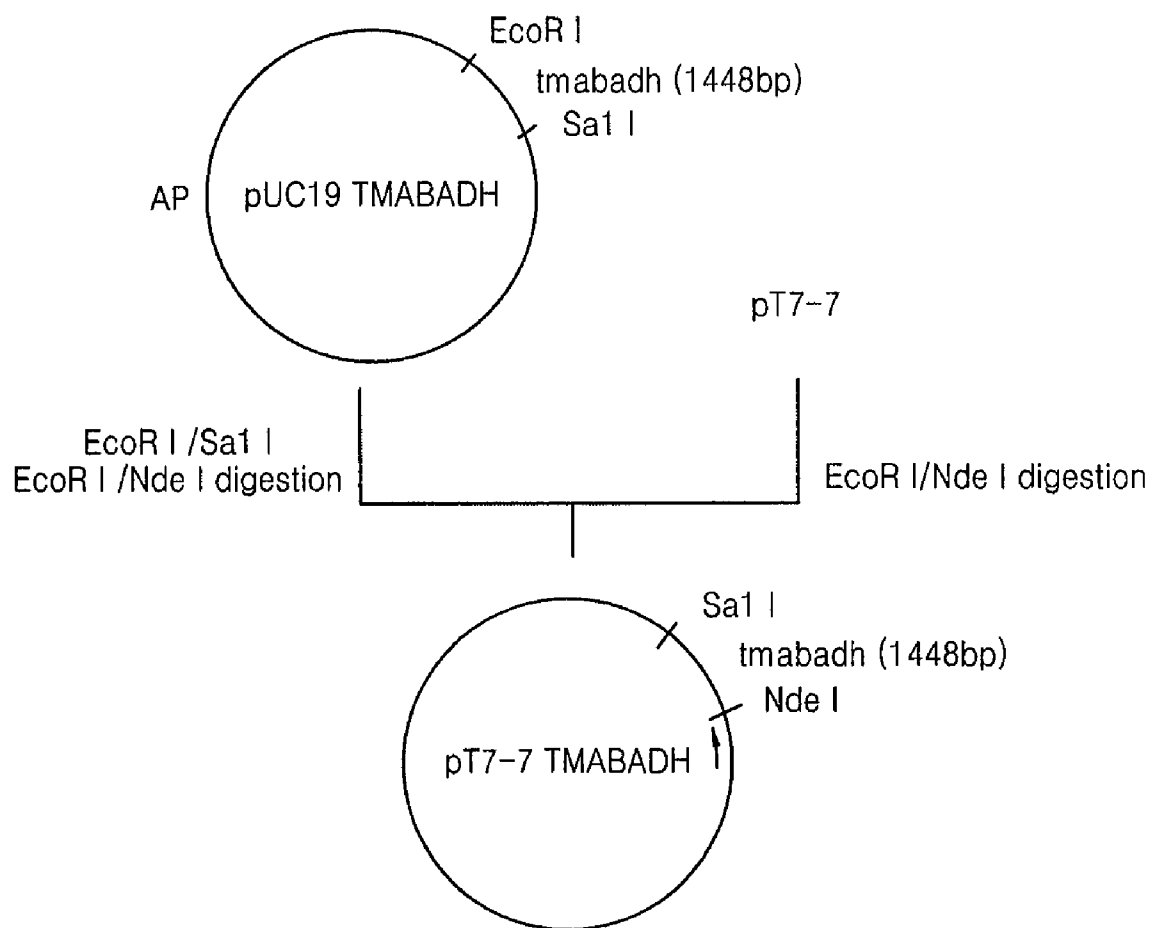 EcoR I
tmabadh (1448bp)
Sa1 I
AP
pUC19 TMABADH
pT7-7
EcoR I /Sa1 I
EcoR I /Nde I digestion
EcoR I/Nde I digestion
Sa1 I
tmabadh (1448bp)
Nde I
pT7-7 TMABADH